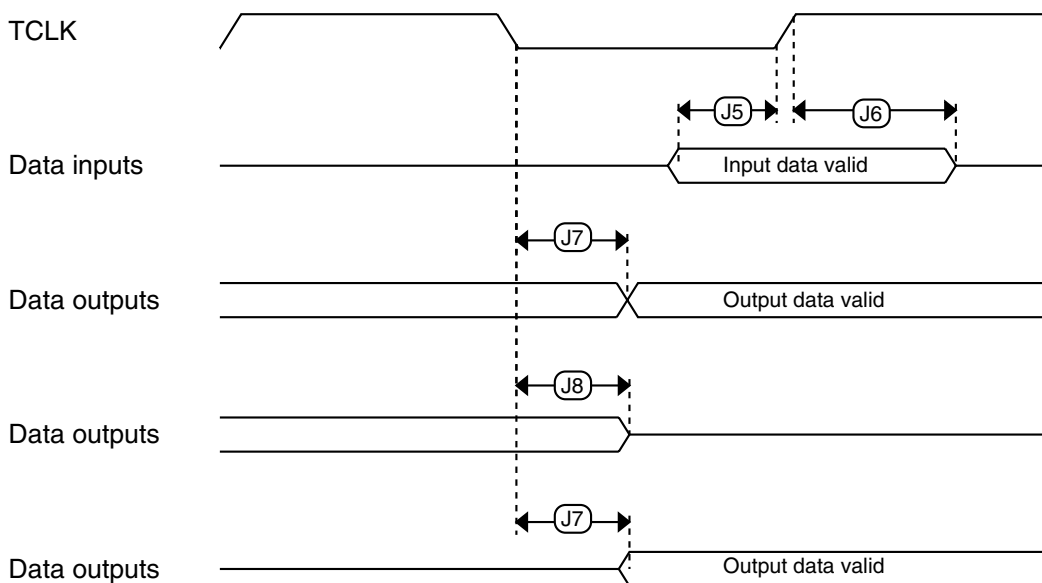 TCLK
J5
J6
Data inputs
Input data valid
J7
Data outputs
Output data valid
J8
Data outputs
J7
Data outputs
Output data valid